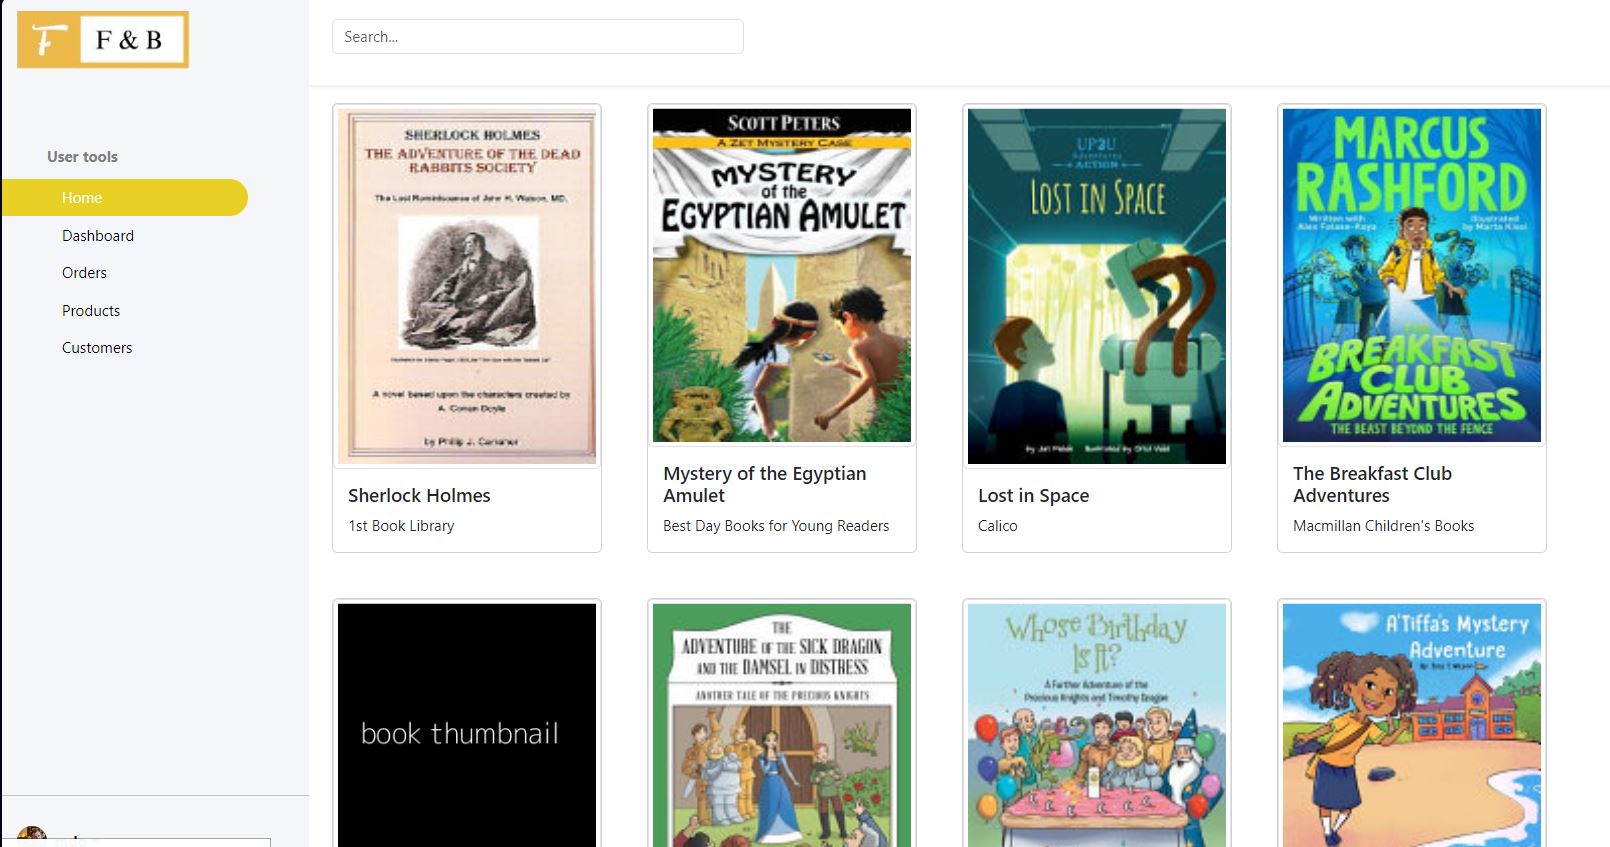 F
F & B
Search...
User tools
Home
Dashboard
Orders
Products
Customers
SHERLOCK HOLMES
THE ADVENTURE OF THE DEAD
RABBITS SOCIETY
The Lost Reminiscence of John H. Watson, MD.
A novel based upon the characters created by
A. Conan Doyle
by Philip J. Carraher
Sherlock Holmes
1st Book Library
SCOTT PETERS
A ZET MYSTERY CASE
MYSTERY
of the
EGYPTIAN AMULET
Mystery of the Egyptian
Amulet
Best Day Books for Young Readers
UP2U
Adventures
ACTION
LOST IN SPACE
Lost in Space
Calico
MARCUS
RASHFORD
Written with
Alex Falase-Koya
Illustrated
by Marta Kissi
THE
BREAKFAST
CLUB
ADVENTURES
THE BEAST BEYOND THE FENCE
The Breakfast Club
Adventures
Macmillan Children's Books
book thumbnail
THE
ADVENTURE OF THE SICK DRAGON
AND THE DAMSEL IN DISTRESS
ANOTHER TALE OF THE PRECIOUS KNIGHTS
Whose Birthday
Is It?
A Further Adventure of the
Precious Knights and Timothy Dragon
A'TIFFA'S MYSTERY
ADVENTURE